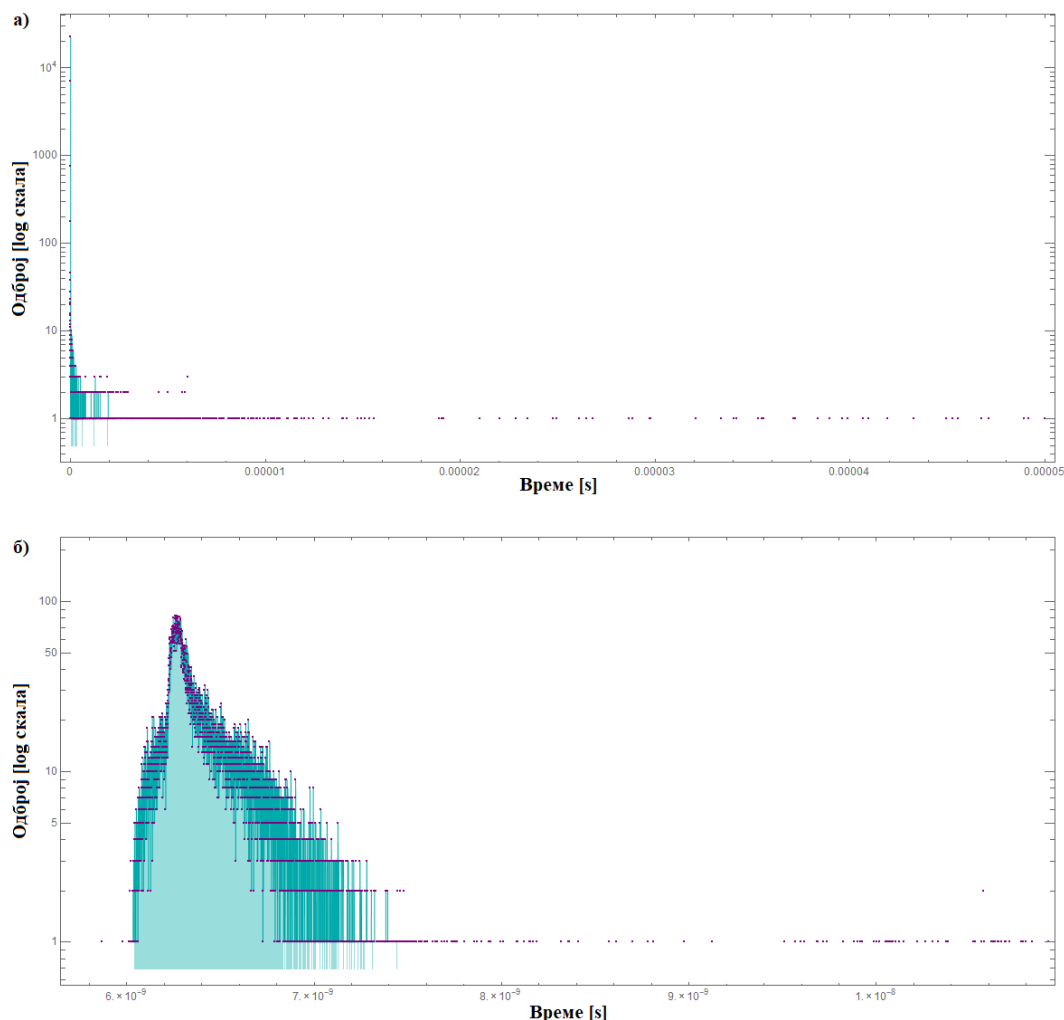 а)
Одброј [log скала]
10^4
1000
100
10
1
0 0.00001 0.00002 0.00003 0.00004 0.00005
Време [s]
б)
Одброј [log скала]
100
50
10
5
1
6.×10^-9 7.×10^-9 8.×10^-9 9.×10^-9 1.×10^-8
Време [s]